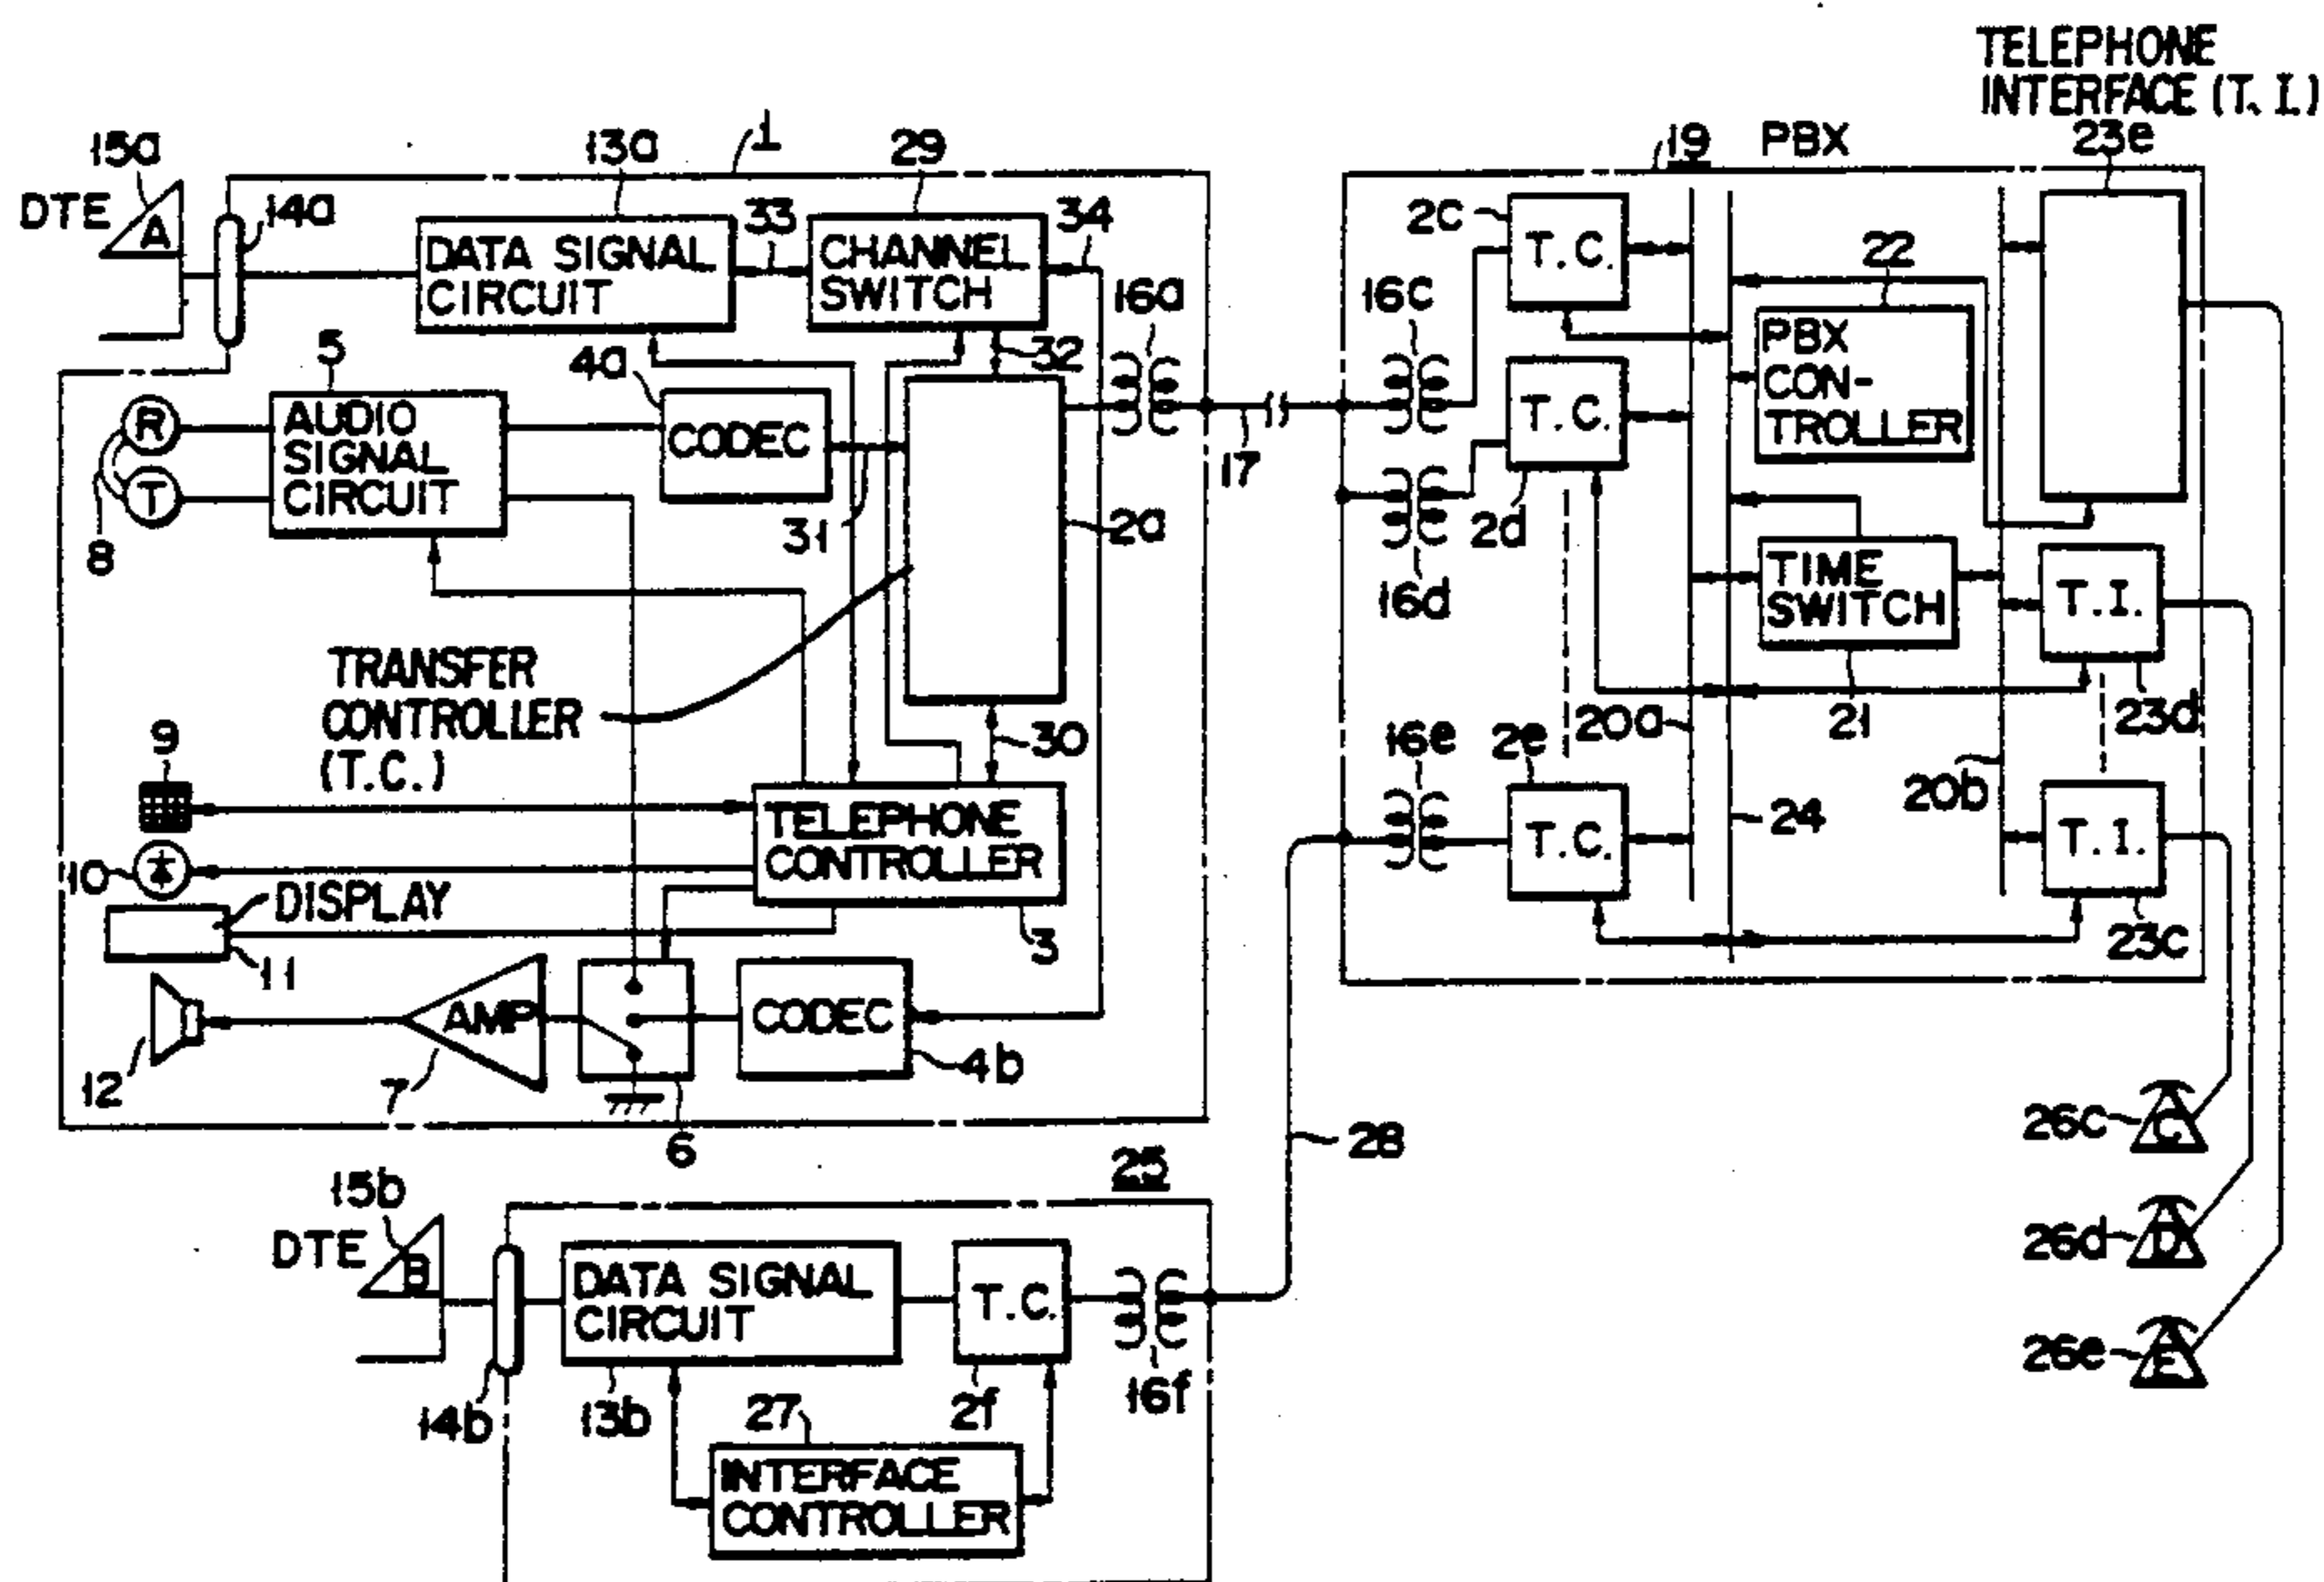 TELEPHONE
INTERFACE (T. I.)
23e
19
PBX
1
15a
DTE
A
14a
13a
29
33
34
DATA SIGNAL
CIRCUIT
CHANNEL
SWITCH
16a
32
5
4a
R
T
8
AUDIO
SIGNAL
CIRCUIT
CODEC
31
2a
17
TRANSFER
CONTROLLER
(T.C.)
30
9
TELEPHONE
CONTROLLER
10
DISPLAY
11
3
12
AMP
7
6
CODEC
4b
2c
T.C.
16c
T.C.
2d
16d
22
PBX
CON-
TROLLER
TIME
SWITCH
21
T.I.
23d
16e
2e
20a
T.C.
24
20b
T.I.
23c
28
26c
C
26d
D
26e
E
25
15b
DTE
B
14b
DATA SIGNAL
CIRCUIT
13b
T.C.
2f
16f
27
INTERFACE
CONTROLLER